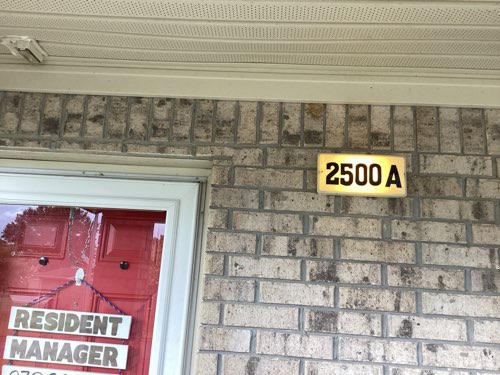 2500 A
RESIDENT
MANAGER